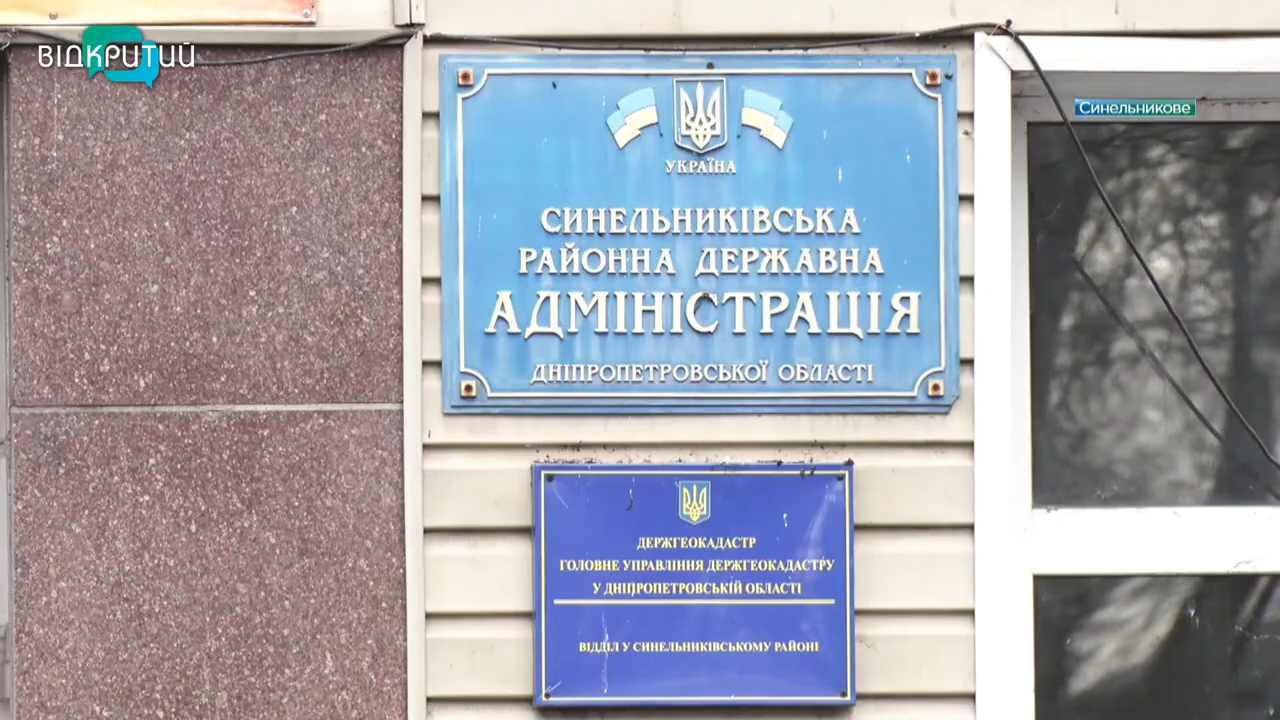 ВІДКРИТИЙ
Синельникове
УКРАЇНА
СИНЕЛЬНИКІВСЬКА
РАЙОННА ДЕРЖАВНА
АДМІНІСТРАЦІЯ
ДНІПРОПЕТРОВСЬКОЇ ОБЛАСТІ
ДЕРЖГЕОКАДАСТР
ГОЛОВНЕ УПРАВЛІННЯ ДЕРЖГЕОКАДАСТРУ
У ДНІПРОПЕТРОВСЬКІЙ ОБЛАСТІ
ВІДДІЛ У СИНЕЛЬНИКІВСЬКОМУ РАЙОНІ